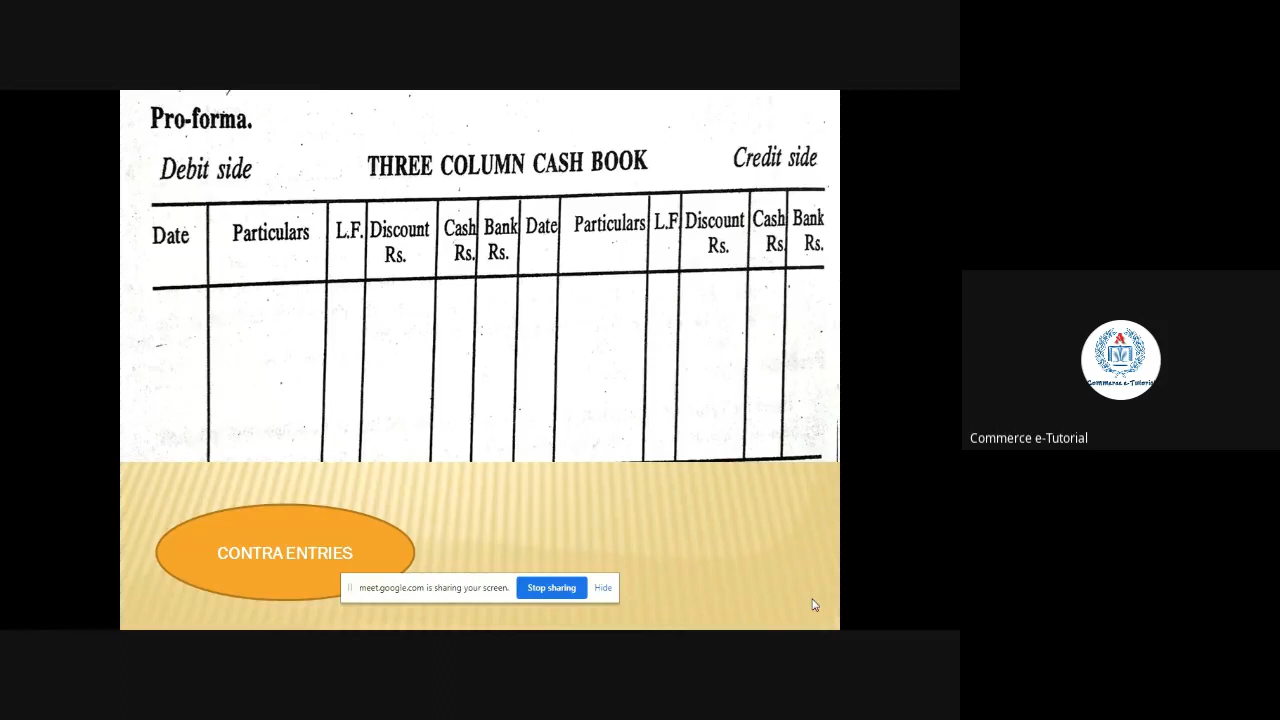 Pro-forma.
Debit side THREE COLUMN CASH BOOK Credit side
Date Particulars L.F. Discount Rs. Cash Rs. Bank Rs. Date Particulars L.F. Discount Rs. Cash Rs. Bank Rs.
CONTRA ENTRIES
meet.google.com is sharing your screen. Stop sharing Hide
A
Commerce e-Tutorial
Commerce e-Tutorial